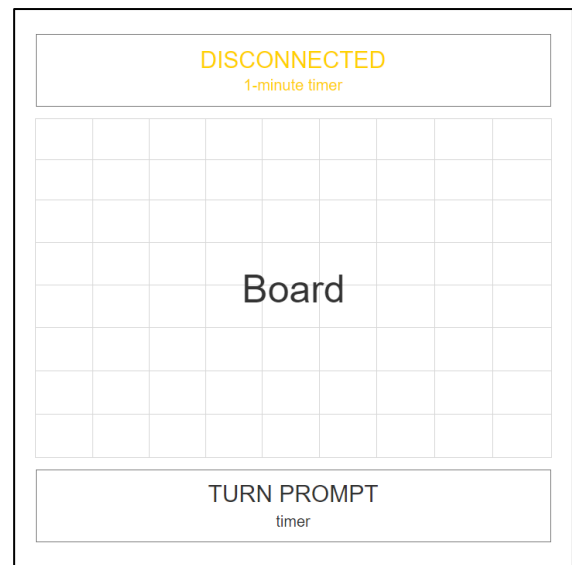 DISCONNECTED
1-minute timer
Board
TURN PROMPT
timer